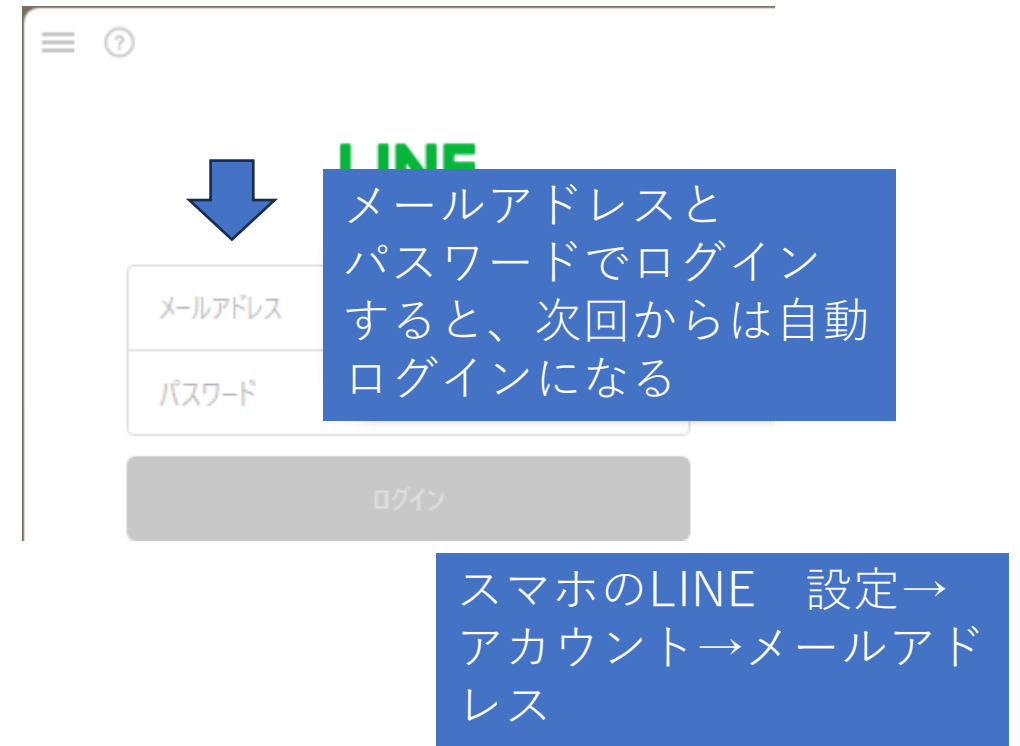 ?
LINE
メールアドレスと
パスワードでログイン
すると、次回からは自動
ログインになる
メールアドレス
パスワード
ログイン
スマホのLINE　設定→
アカウント→メールアド
レス